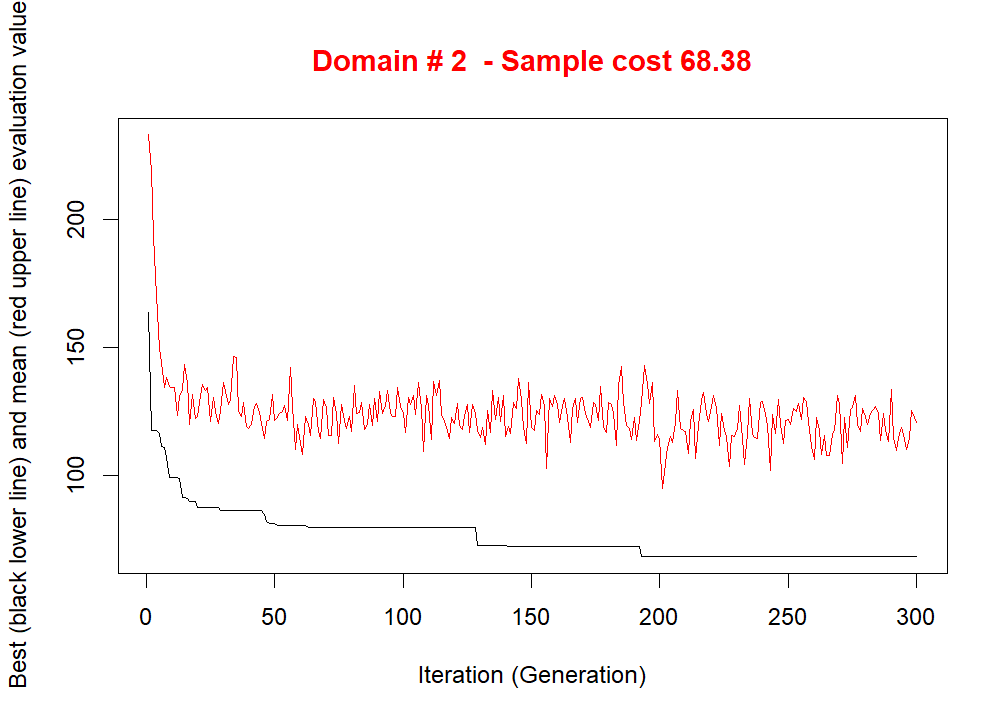 Domain # 2  - Sample cost 68.38
Best (black lower line) and mean (red upper line) evaluation value
200
150
100
0 50 100 150 200 250 300
Iteration (Generation)